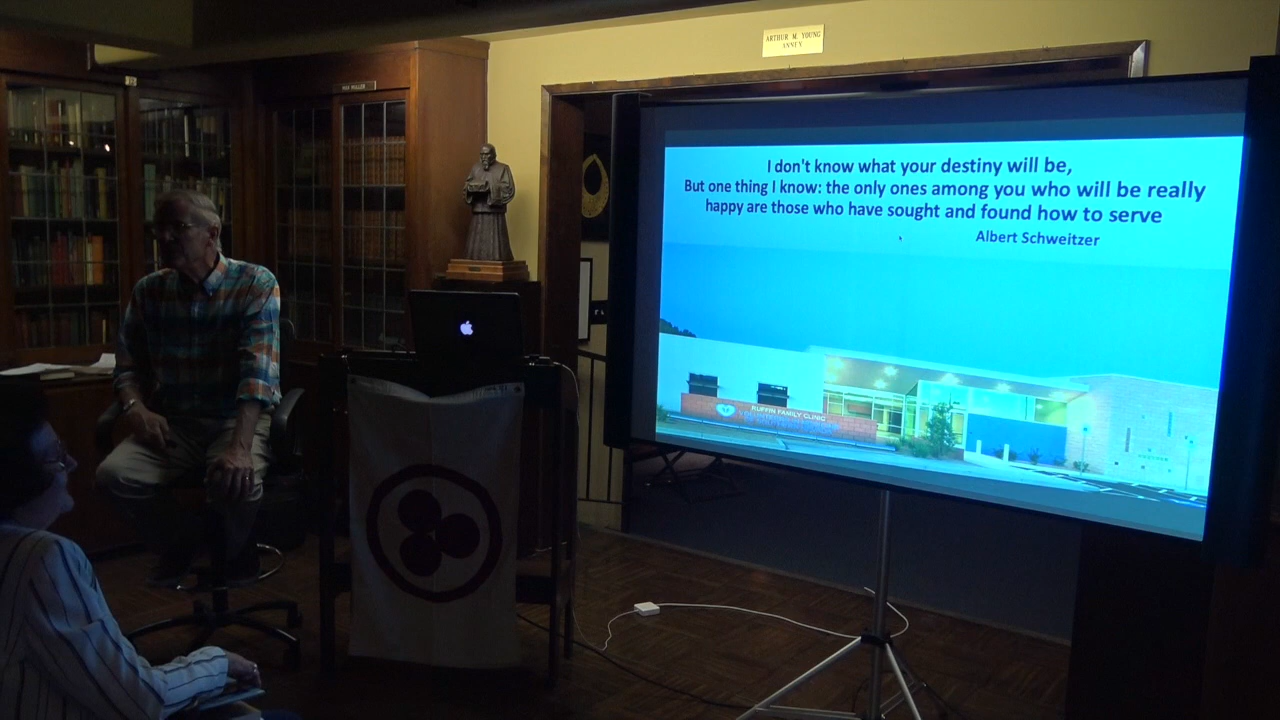 ARTHUR M. YOUNG
ANNEX
MAX MULLER
I don't know what your destiny will be,
But one thing I know: the only ones among you who will be really
happy are those who have sought and found how to serve
Albert Schweitzer
RUFFIN FAMILY CLINIC